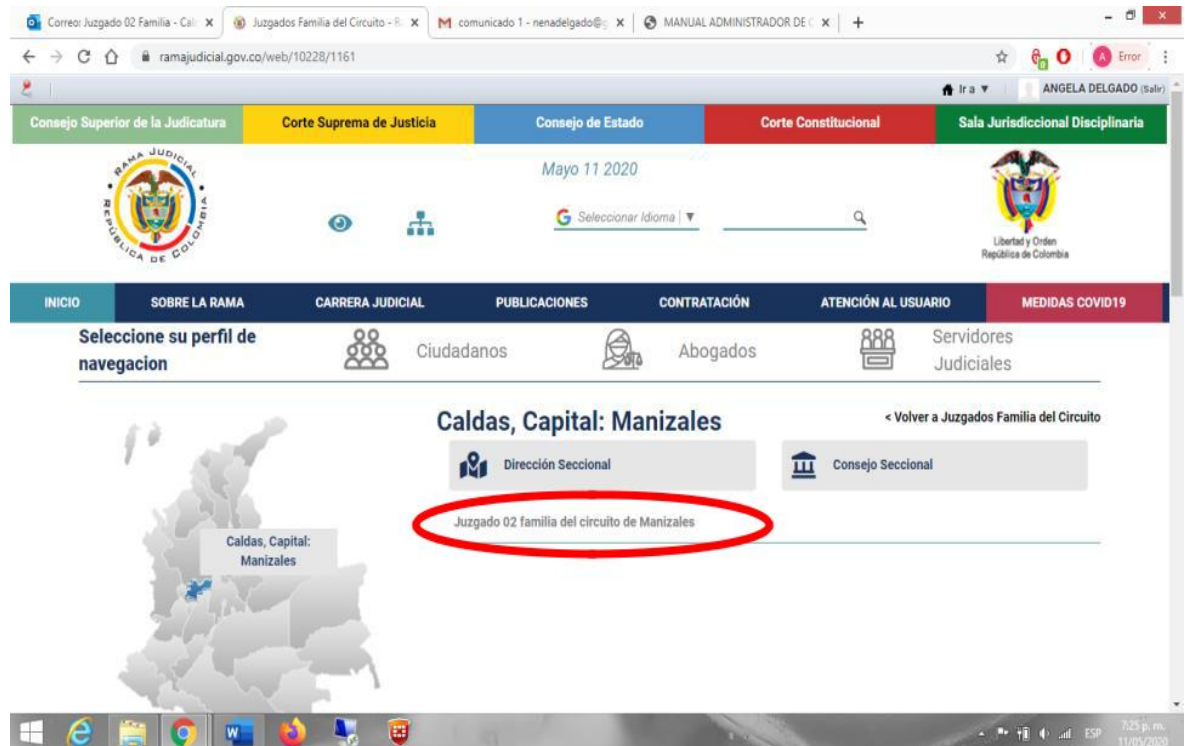 Correo: Juzgado 02 Familia - Cal
Juzgados Familia del Circuito - R
comunicado 1 - nenadelgado@g
MANUAL ADMINISTRADOR DE C
ramajudicial.gov.co/web/10228/1161
Error
Ir a ▼
ANGELA DELGADO (Salir)
Consejo Superior de la Judicatura
Corte Suprema de Justicia
Consejo de Estado
Corte Constitucional
Sala Jurisdiccional Disciplinaria
RAMA JUDICIAL
REPÚBLICA DE COLOMBIA
Mayo 11 2020
Seleccionar Idioma | ▼
Libertad y Orden
República de Colombia
INICIO
SOBRE LA RAMA
CARRERA JUDICIAL
PUBLICACIONES
CONTRATACIÓN
ATENCIÓN AL USUARIO
MEDIDAS COVID19
Seleccione su perfil de
navegacion
Ciudadanos
Abogados
Servidores
Judiciales
Caldas, Capital: Manizales
< Volver a Juzgados Familia del Circuito
Dirección Seccional
Consejo Seccional
Juzgado 02 familia del circuito de Manizales
Caldas, Capital:
Manizales
ESP
7:25 p. m.
11/05/2020